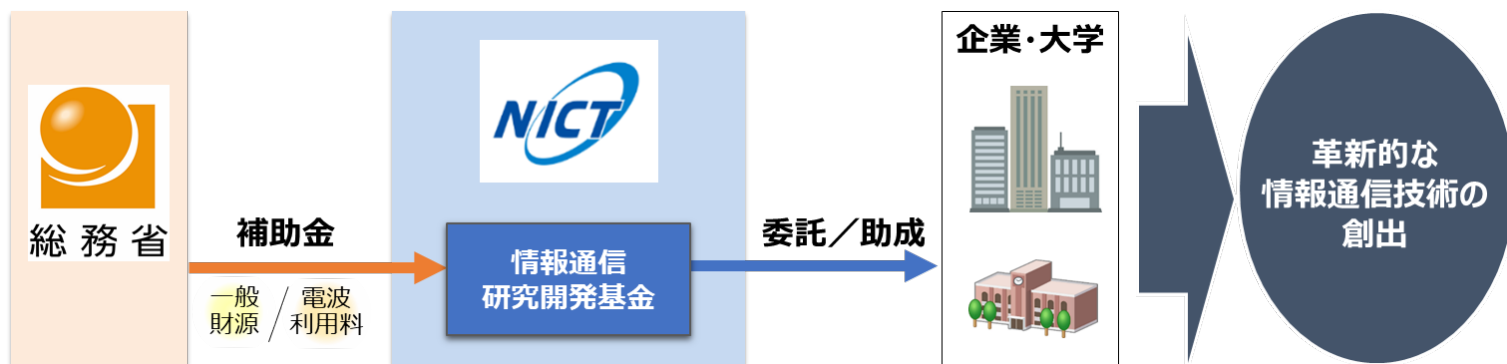 総務省
補助金
一般
財源
/
電波
利用料
NICT
情報通信
研究開発基金
委託／助成
企業・大学
革新的な
情報通信技術の
創出